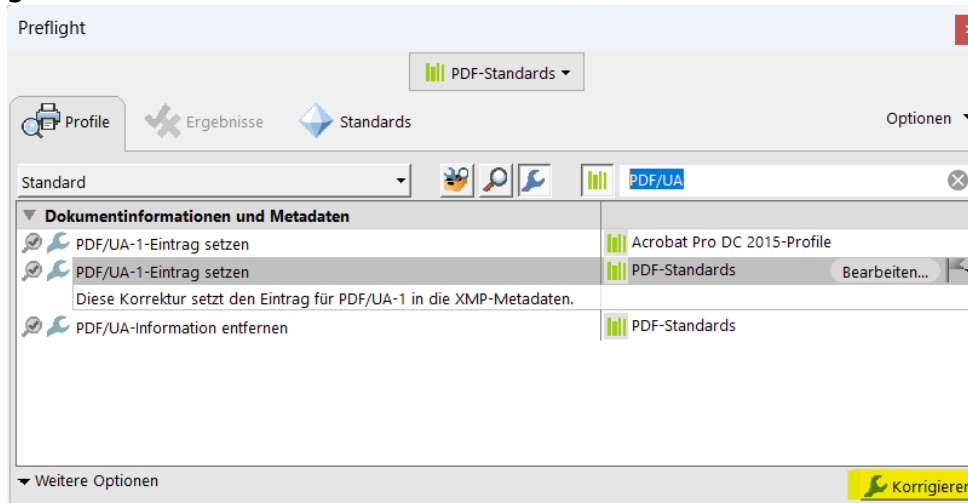 Preflight
PDF-Standards
Profile Ergebnisse Standards Optionen
Standard PDF/UA
Dokumentinformationen und Metadaten
PDF/UA-1-Eintrag setzen Acrobat Pro DC 2015-Profile
PDF/UA-1-Eintrag setzen PDF-Standards Bearbeiten...
Diese Korrektur setzt den Eintrag für PDF/UA-1 in die XMP-Metadaten.
PDF/UA-Information entfernen PDF-Standards
Weitere Optionen Korrigieren